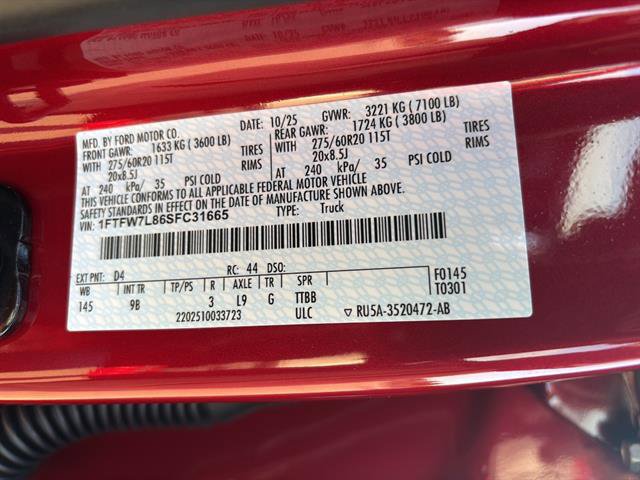 MFD. BY FORD MOTOR CO.
DATE: 10/25 GVWR: 3221 KG ( 7100 LB)
FRONT GAWR: 1633 KG ( 3600 LB)
REAR GAWR: 1724 KG ( 3800 LB)
WITH 275/60R20 115T TIRES
WITH 275/60R20 115T TIRES
20x8.5J RIMS
20x8.5J RIMS
AT 240 kPa/ 35 PSI COLD
AT 240 kPa/ 35 PSI COLD
THIS VEHICLE CONFORMS TO ALL APPLICABLE FEDERAL MOTOR VEHICLE
SAFETY STANDARDS IN EFFECT ON THE DATE OF MANUFACTURE SHOWN ABOVE.
VIN: 1FTFW7L86SFC31665
TYPE: Truck
EXT PNT: D4 RC: 44 DSO:
WB INT TR TP/PS R AXLE TR SPR
145 9B 3 L9 G TTBB
2202510033723 ULC
F0145
T0301
▽ RU5A-3520472-AB